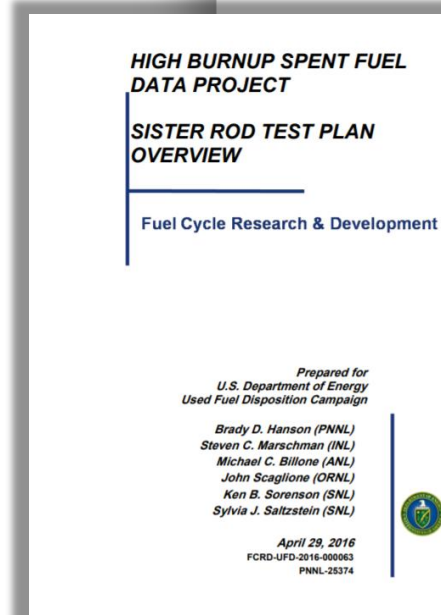 HIGH BURNUP SPENT FUEL
DATA PROJECT
SISTER ROD TEST PLAN
OVERVIEW
Fuel Cycle Research & Development
Prepared for
U.S. Department of Energy
Used Fuel Disposition Campaign
Brady D. Hanson (PNNL)
Steven C. Marschman (INL)
Michael C. Billone (ANL)
John Scaglione (ORNL)
Ken B. Sorenson (SNL)
Sylvia J. Saltzstein (SNL)
April 29, 2016
FCRD-UFD-2016-000063
PNNL-25374